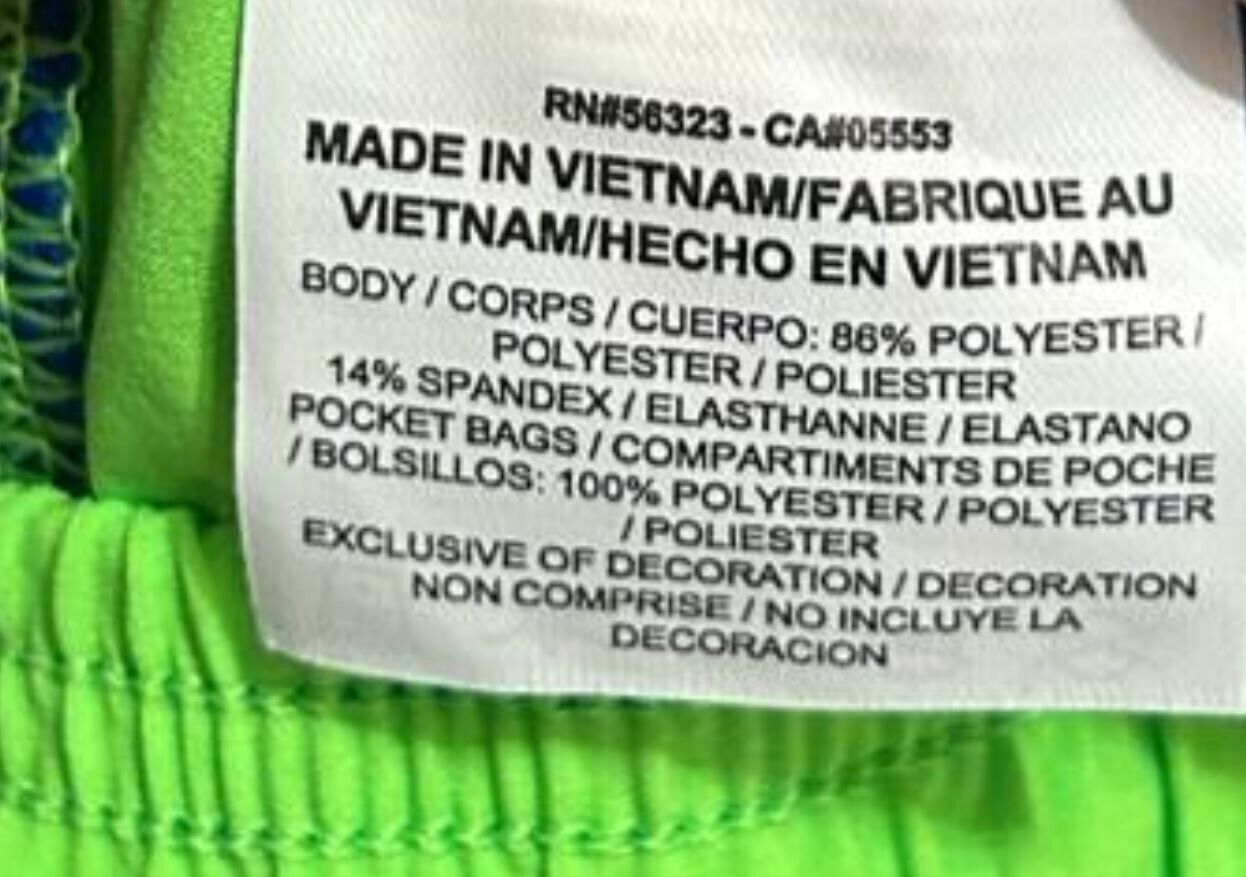 RN#56323 - CA#05553
MADE IN VIETNAM/FABRIQUE AU
VIETNAM/HECHO EN VIETNAM
BODY / CORPS / CUERPO: 86% POLYESTER /
POLYESTER / POLIESTER
14% SPANDEX / ELASTHANNE / ELASTANO
POCKET BAGS / COMPARTIMENTS DE POCHE
/ BOLSILLOS: 100% POLYESTER / POLYESTER
/ POLIESTER
EXCLUSIVE OF DECORATION / DECORATION
NON COMPRISE / NO INCLUYE LA
DECORACION